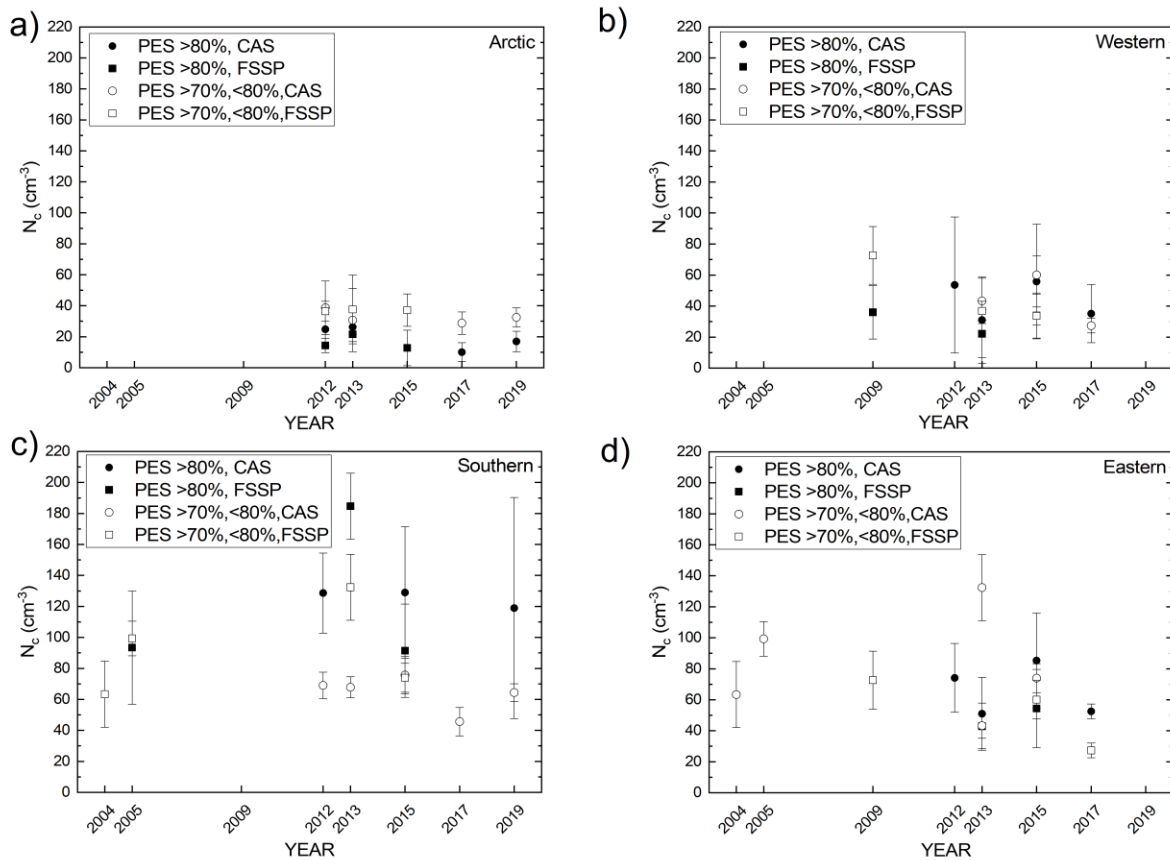 a)
Arctic
PES >80%, CAS
PES >80%, FSSP
PES >70%,<80%,CAS
PES >70%,<80%,FSSP
220
200
180
160
140
120
100
80
60
40
20
0
Nc (cm-3)
2004
2005
2009
2012
2013
2015
2017
2019
YEAR
b)
Western
PES >80%, CAS
PES >80%, FSSP
PES >70%,<80%,CAS
PES >70%,<80%,FSSP
220
200
180
160
140
120
100
80
60
40
20
0
Nc (cm-3)
2004
2005
2009
2012
2013
2015
2017
2019
YEAR
c)
Southern
PES >80%, CAS
PES >80%, FSSP
PES >70%,<80%,CAS
PES >70%,<80%,FSSP
220
200
180
160
140
120
100
80
60
40
20
0
Nc (cm-3)
2004
2005
2009
2012
2013
2015
2017
2019
YEAR
d)
Eastern
PES >80%, CAS
PES >80%, FSSP
PES >70%,<80%,CAS
PES >70%,<80%,FSSP
220
200
180
160
140
120
100
80
60
40
20
0
Nc (cm-3)
2004
2005
2009
2012
2013
2015
2017
2019
YEAR